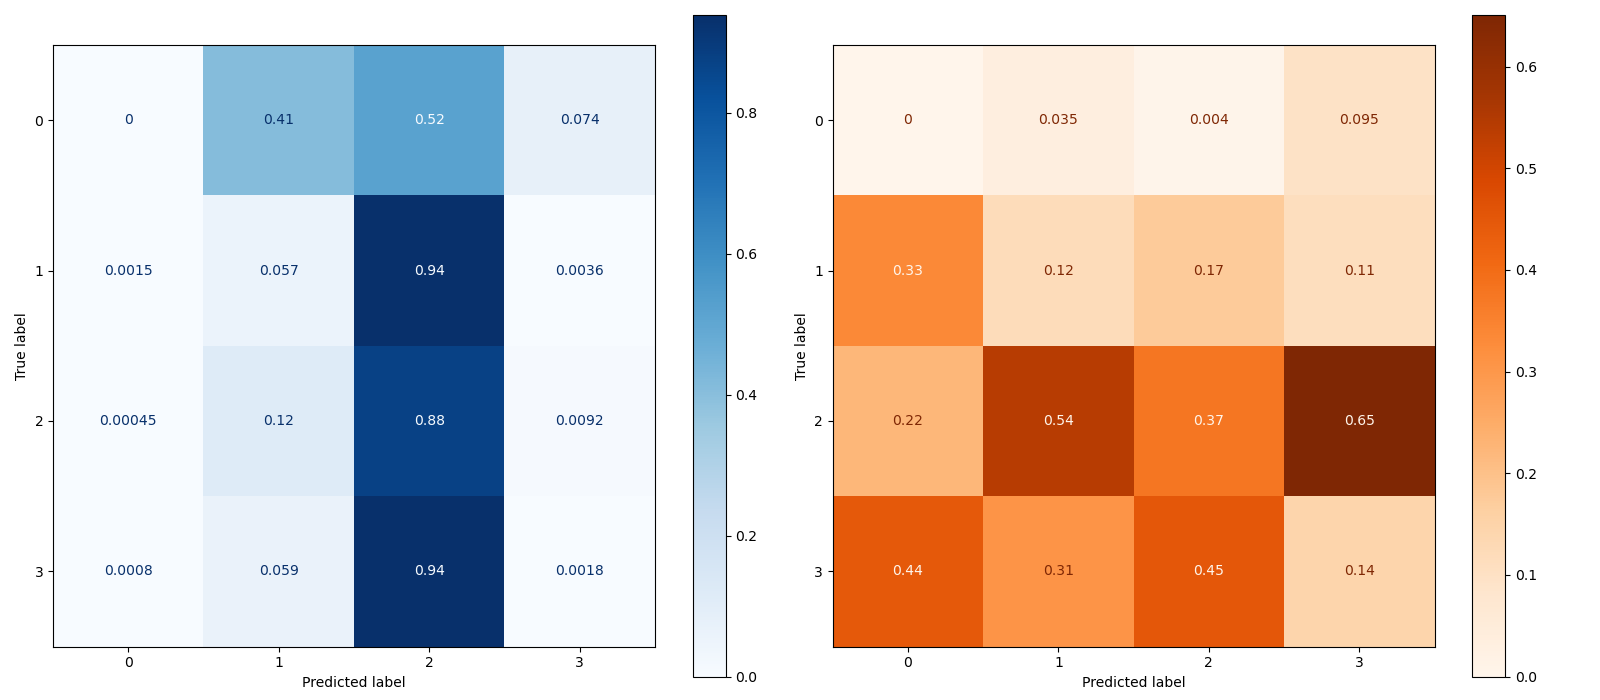 0 0.41 0.52 0.074
1 0.0015 0.057 0.94 0.0036
2 0.00045 0.12 0.88 0.0092
3 0.0008 0.059 0.94 0.0018
0 1 2 3
True label
Predicted label
0.8
0.6
0.4
0.2
0.0
0 0 0.035 0.004 0.095
1 0.33 0.12 0.17 0.11
2 0.22 0.54 0.37 0.65
3 0.44 0.31 0.45 0.14
0 1 2 3
True label
Predicted label
0.6
0.5
0.4
0.3
0.2
0.1
0.0